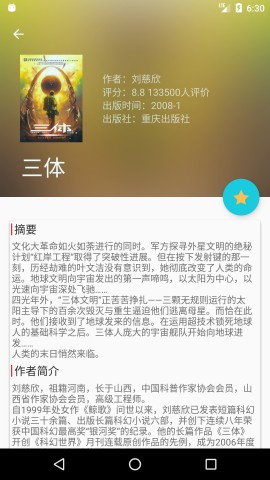 6:30
作者：刘慈欣
评分：8.8 133500人评价
出版时间：2008-1
出版社：重庆出版社
三体
三体
摘要
文化大革命如火如荼进行的同时。军方探寻外星文明的绝秘
计划“红岸工程”取得了突破性进展。但在按下发射键的那一
刻，历经劫难的叶文洁没有意识到，她彻底改变了人类的命
运。地球文明向宇宙发出的第一声啼鸣，以太阳为中心，以
光速向宇宙深处飞驰……
四光年外，“三体文明”正苦苦挣扎——三颗无规则运行的太
阳主导下的百余次毁灭与重生逼迫他们逃离母星。而恰在此
时。他们接收到了地球发来的信息。在运用超技术锁死地球
人的基础科学之后。三体人庞大的宇宙舰队开始向地球进
发……
人类的末日悄然来临。
作者简介
刘慈欣，祖籍河南，长于山西，中国科普作家协会会员，山
西省作家协会会员，高级工程师。
自1999年处女作《鲸歌》问世以来，刘慈欣已发表短篇科幻
小说三十余篇、出版长篇科幻小说六部，并创下连续八年荣
获中国科幻最高奖“银河奖”的纪录。他的长篇作品《三体》
开创《科幻世界》月刊连载原创作品的先例，成为2006年度